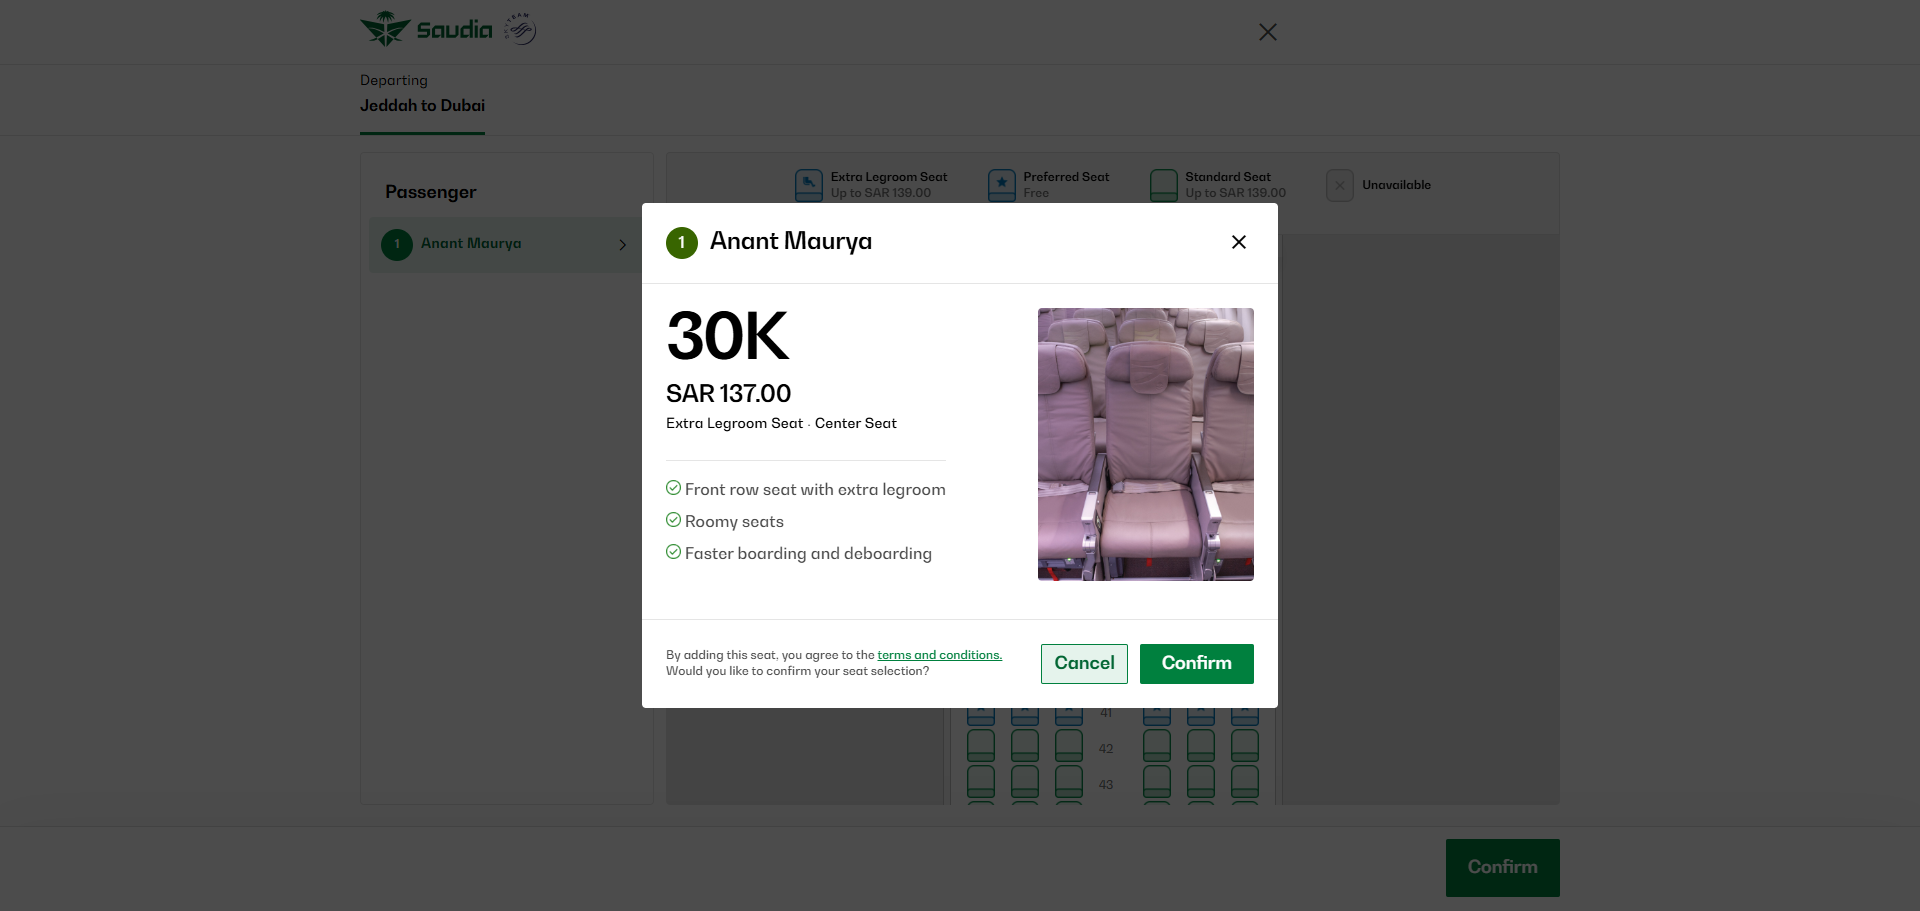 Saudia
SKYTEAM
Departing
Jeddah to Dubai
Passenger
1 Anant Maurya
Extra Legroom Seat
Up to SAR 139.00
Preferred Seat
Free
Standard Seat
Up to SAR 139.00
Unavailable
1 Anant Maurya
30K
SAR 137.00
Extra Legroom Seat · Center Seat
Front row seat with extra legroom
Roomy seats
Faster boarding and deboarding
By adding this seat, you agree to the terms and conditions.
Would you like to confirm your seat selection?
Cancel
Confirm
41
42
43
Confirm